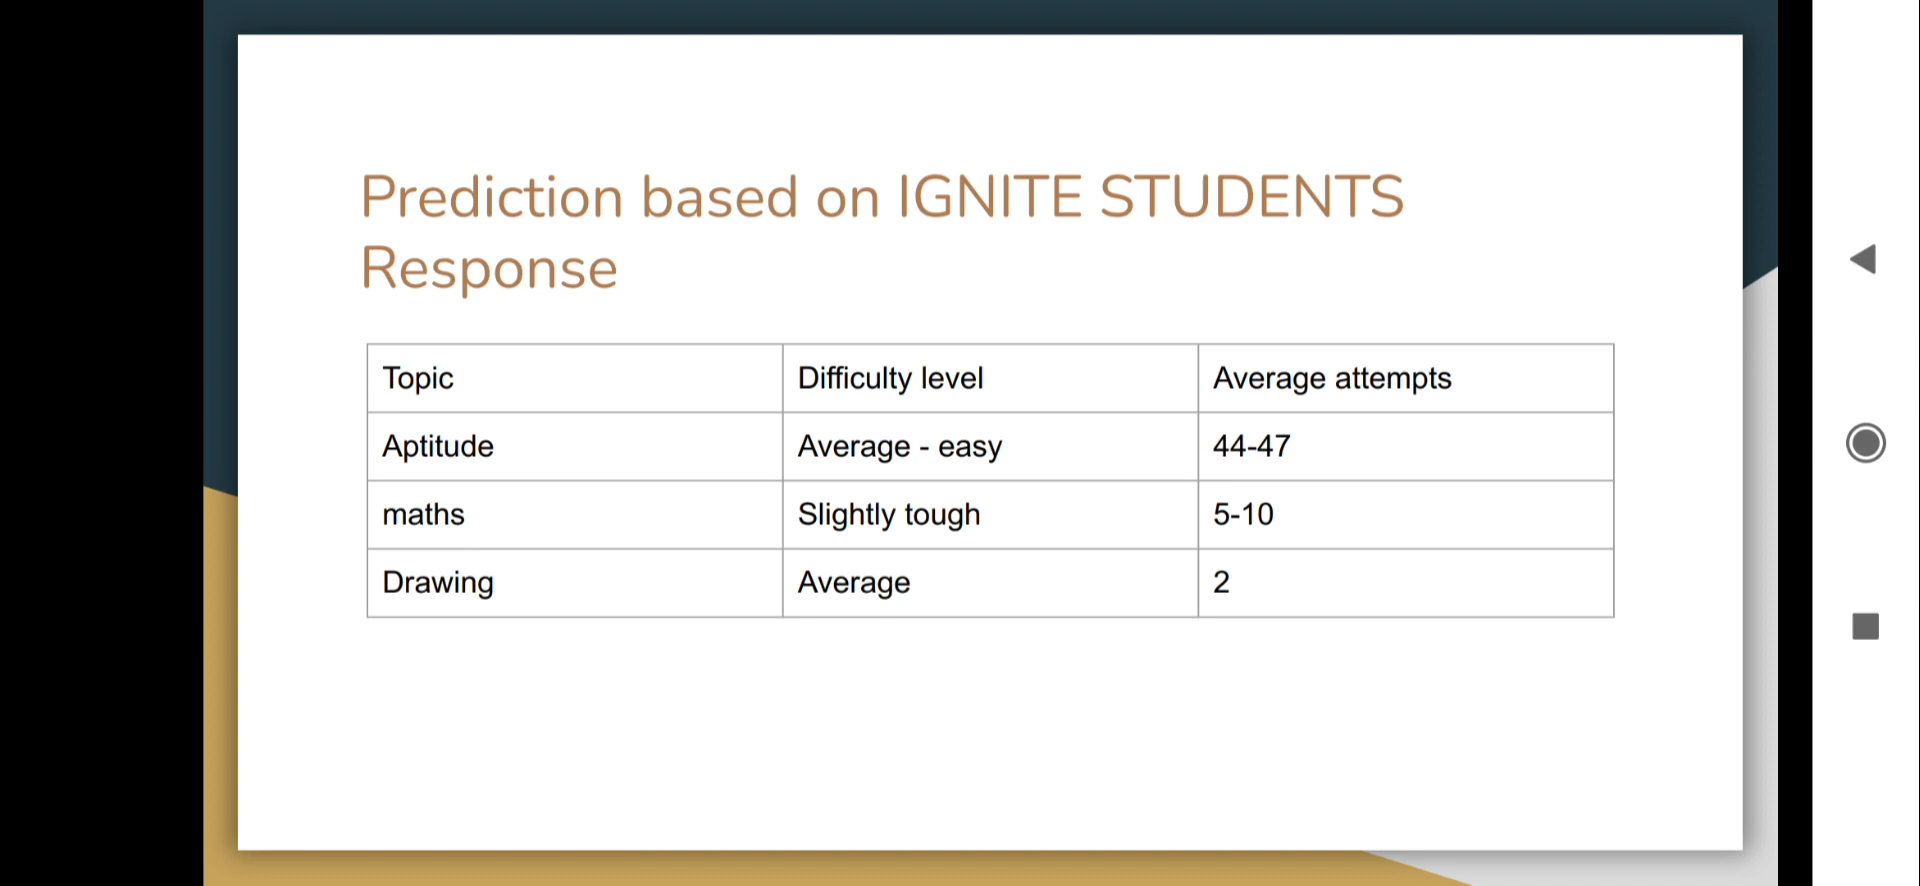 Prediction based on IGNITE STUDENTS
Response
Topic Difficulty level Average attempts
Aptitude Average - easy 44-47
maths Slightly tough 5-10
Drawing Average 2